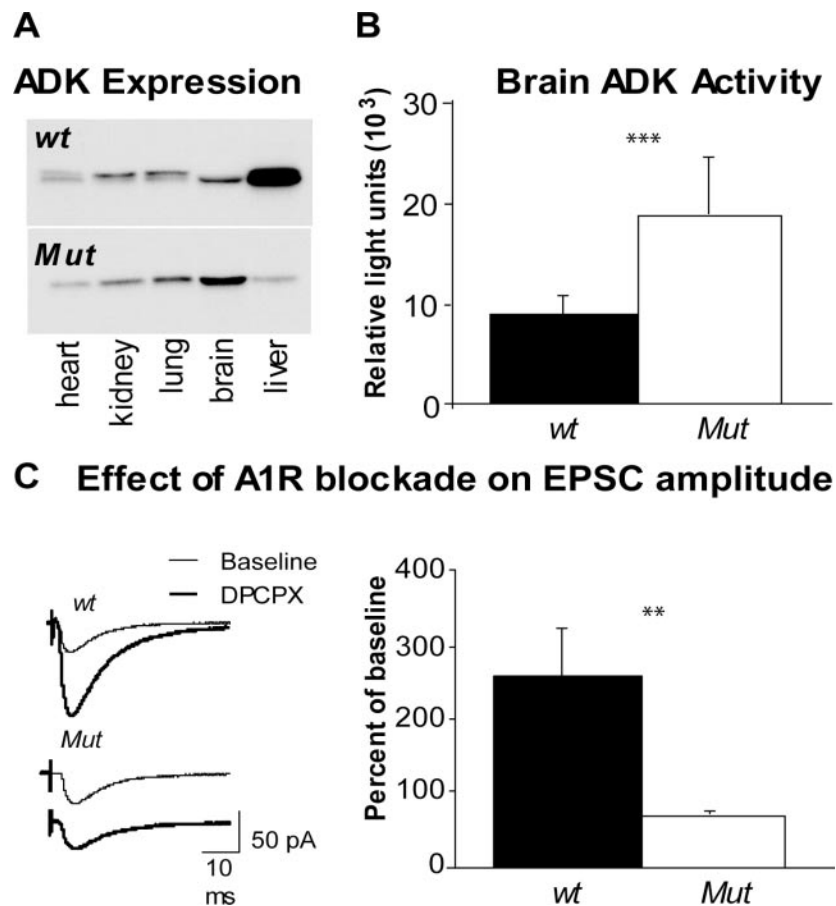 A
ADK Expression
wt
Mut
heart
kidney
lung
brain
liver
B
Brain ADK Activity
Relative light units (10³)
30
20
10
0
***
wt
Mut
C Effect of A1R blockade on EPSC amplitude
Baseline
DPCPX
wt
Mut
50 pA
10
ms
Percent of baseline
400
300
200
100
0
**
wt
Mut